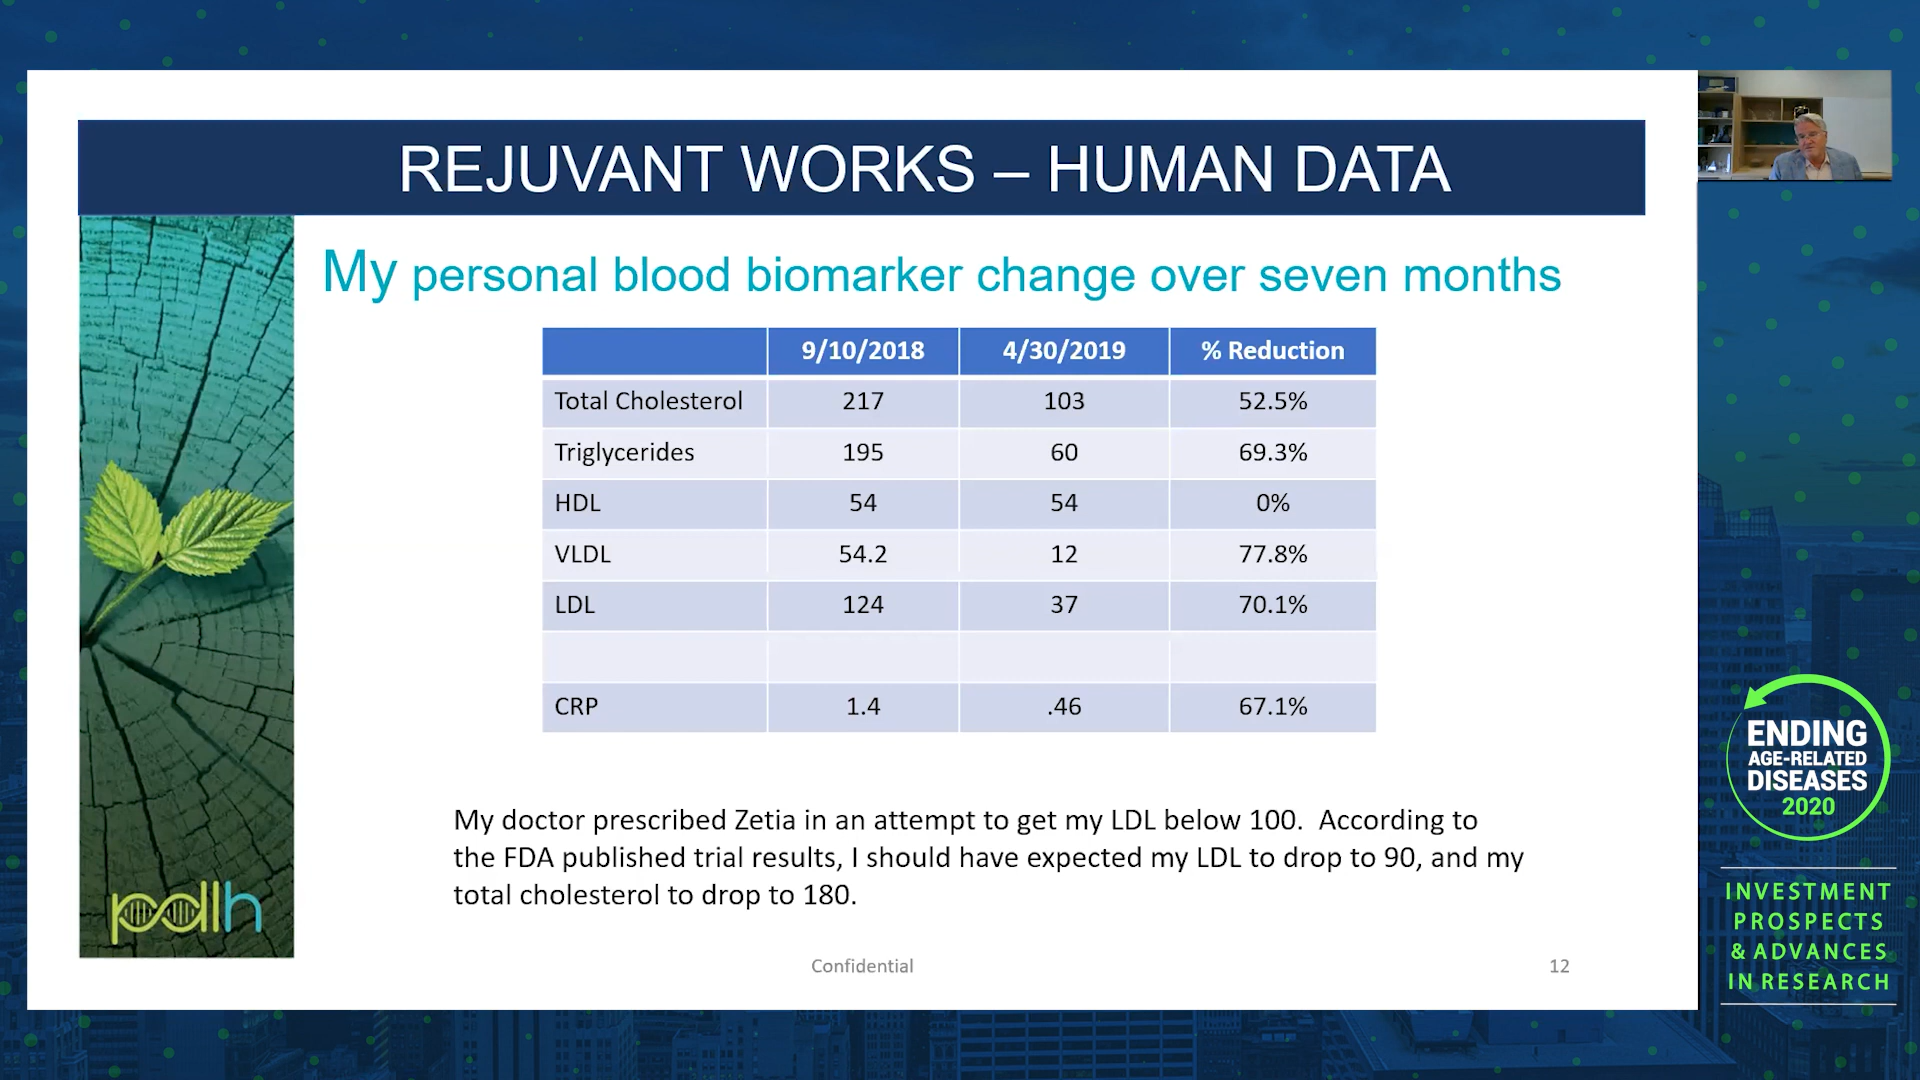 REJUVANT WORKS – HUMAN DATA
My personal blood biomarker change over seven months
9/10/2018 4/30/2019 % Reduction
Total Cholesterol 217 103 52.5%
Triglycerides 195 60 69.3%
HDL 54 54 0%
VLDL 54.2 12 77.8%
LDL 124 37 70.1%
CRP 1.4 .46 67.1%
My doctor prescribed Zetia in an attempt to get my LDL below 100. According to
the FDA published trial results, I should have expected my LDL to drop to 90, and my
total cholesterol to drop to 180.
pdlh
Confidential
12
ENDING
AGE-RELATED
DISEASES
2020
INVESTMENT
PROSPECTS
& ADVANCES
IN RESEARCH